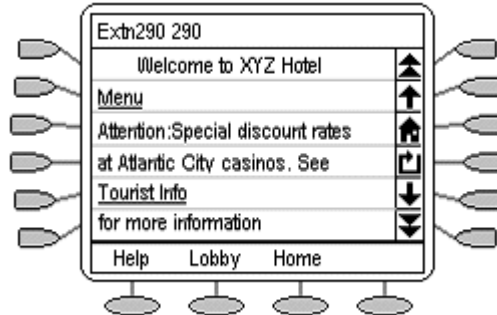 Extn290 290
Welcome to XYZ Hotel
Menu
Attention:Special discount rates
at Atlantic City casinos. See
Tourist Info
for more information
Help Lobby Home